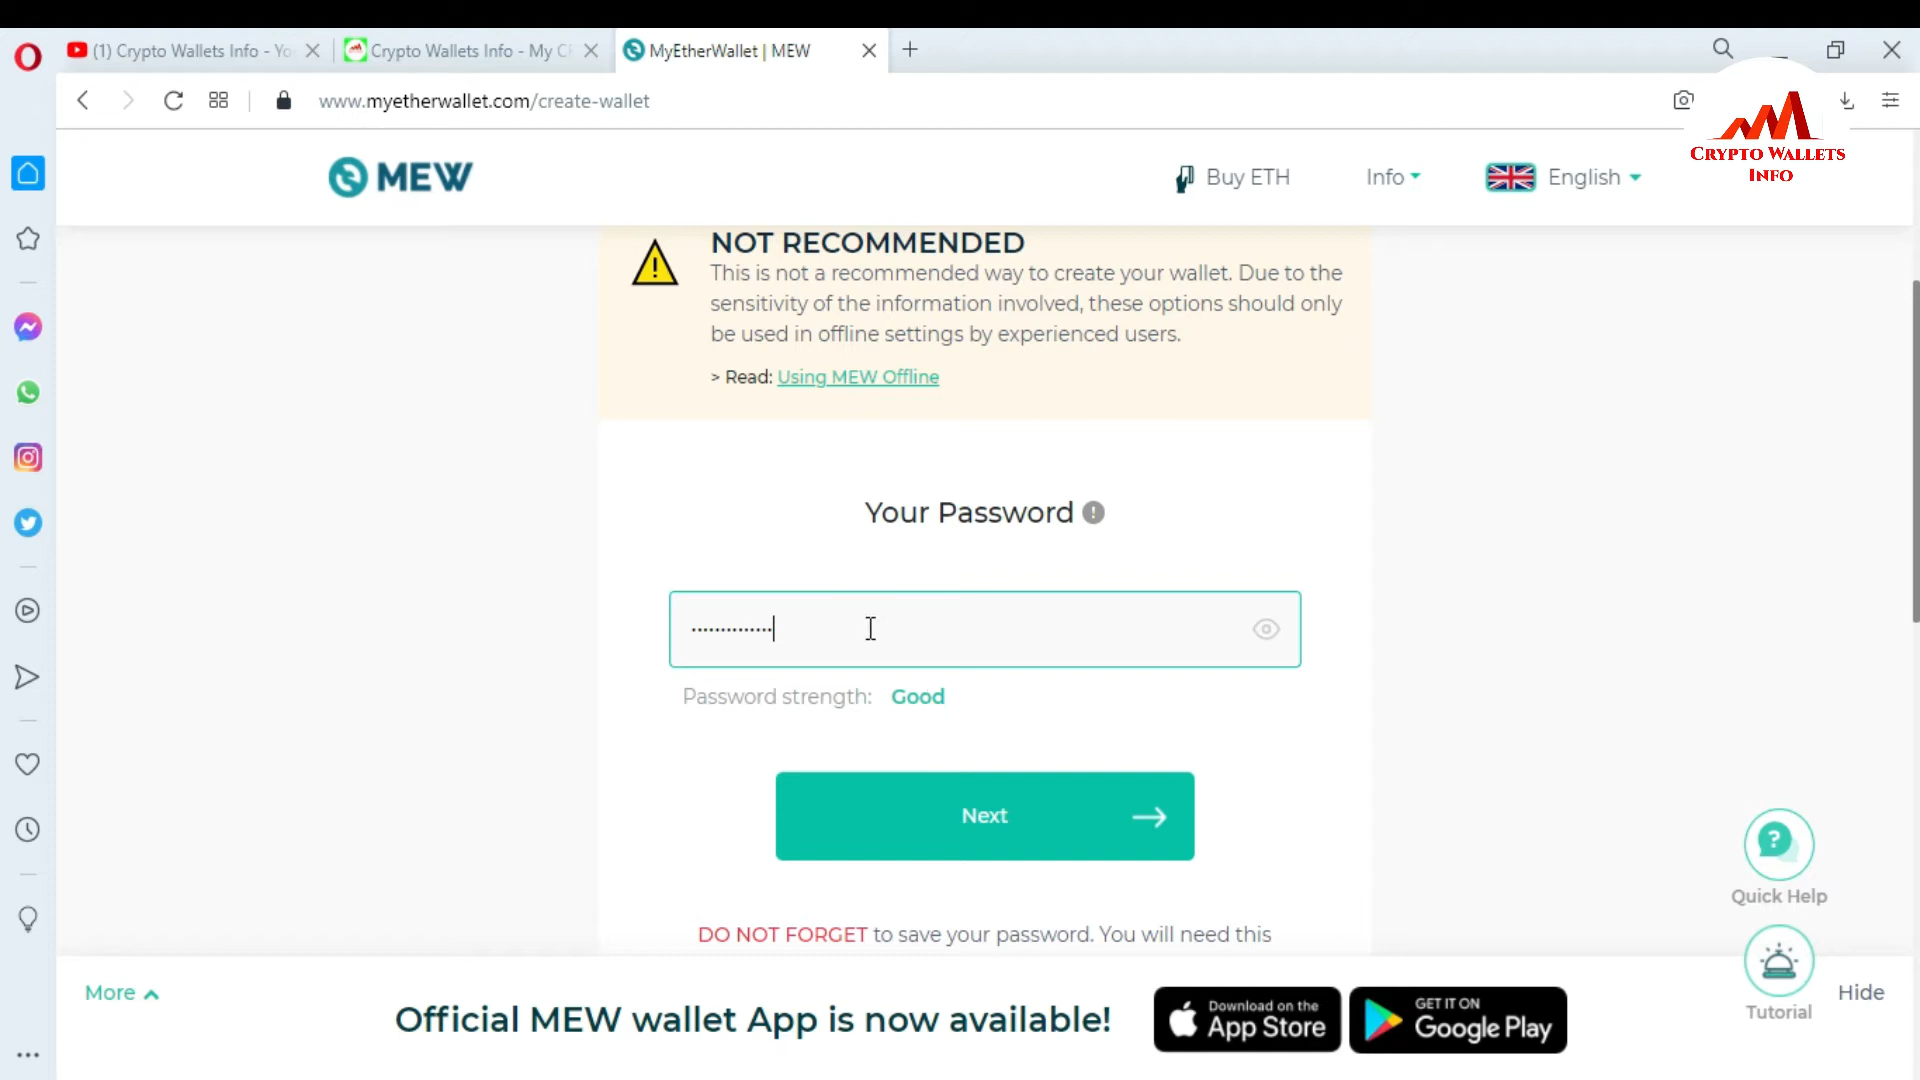 (1) Crypto Wallets Info - Yo
Crypto Wallets Info - My C
MyEtherWallet | MEW
www.myetherwallet.com/create-wallet
CRYPTO WALLETS
INFO
MEW
Buy ETH
Info
English
NOT RECOMMENDED
This is not a recommended way to create your wallet. Due to the
sensitivity of the information involved, these options should only
be used in offline settings by experienced users.
> Read: Using MEW Offline
Your Password
Password strength: Good
Next
DO NOT FORGET to save your password. You will need this
Quick Help
More
Official MEW wallet App is now available!
Download on the
App Store
GET IT ON
Google Play
Tutorial
Hide